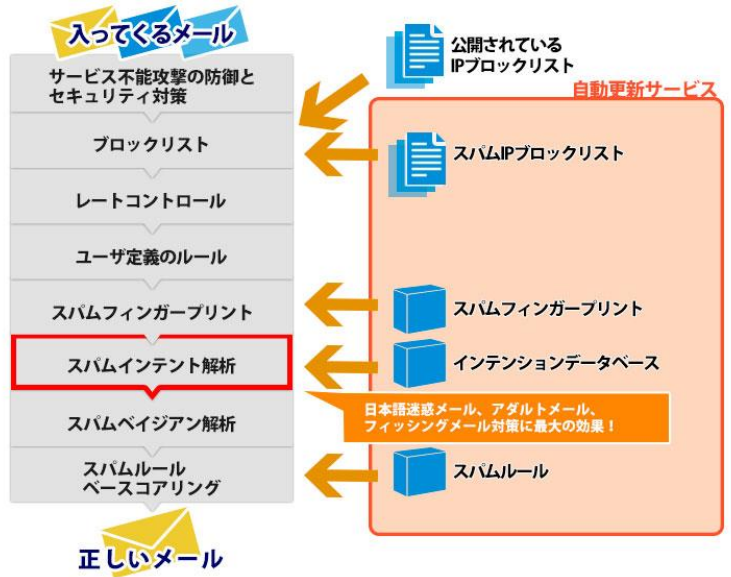 入ってくるメール
サービス不能攻撃の防御と
セキュリティ対策
ブロックリスト
レートコントロール
ユーザ定義のルール
スパムフィンガープリント
スパムインテント解析
スパムベイジアン解析
スパムルール
ベースコアリング
正しいメール
公開されている
IPブロックリスト
自動更新サービス
スパムIPブロックリスト
スパムフィンガープリント
インテンションデータベース
日本語迷惑メール、アダルトメール、
フィッシングメール対策に最大の効果！
スパムルール